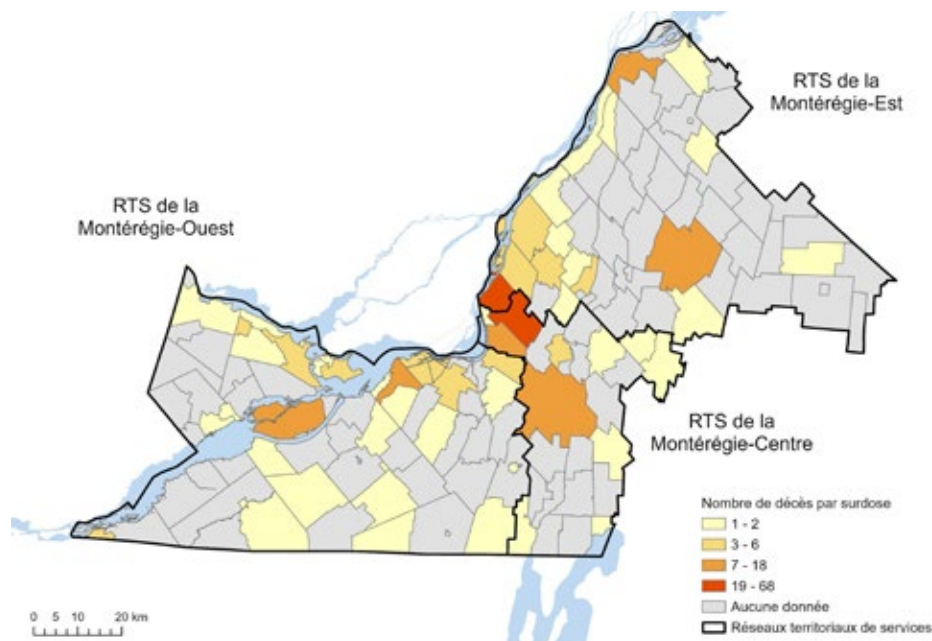 RTS de la
Montérégie-Est
RTS de la
Montérégie-Ouest
RTS de la
Montérégie-Centre
Nombre de décès par surdose
1 - 2
3 - 6
7 - 18
19 - 68
Aucune donnée
Réseaux territoriaux de services
0 5 10 20 km